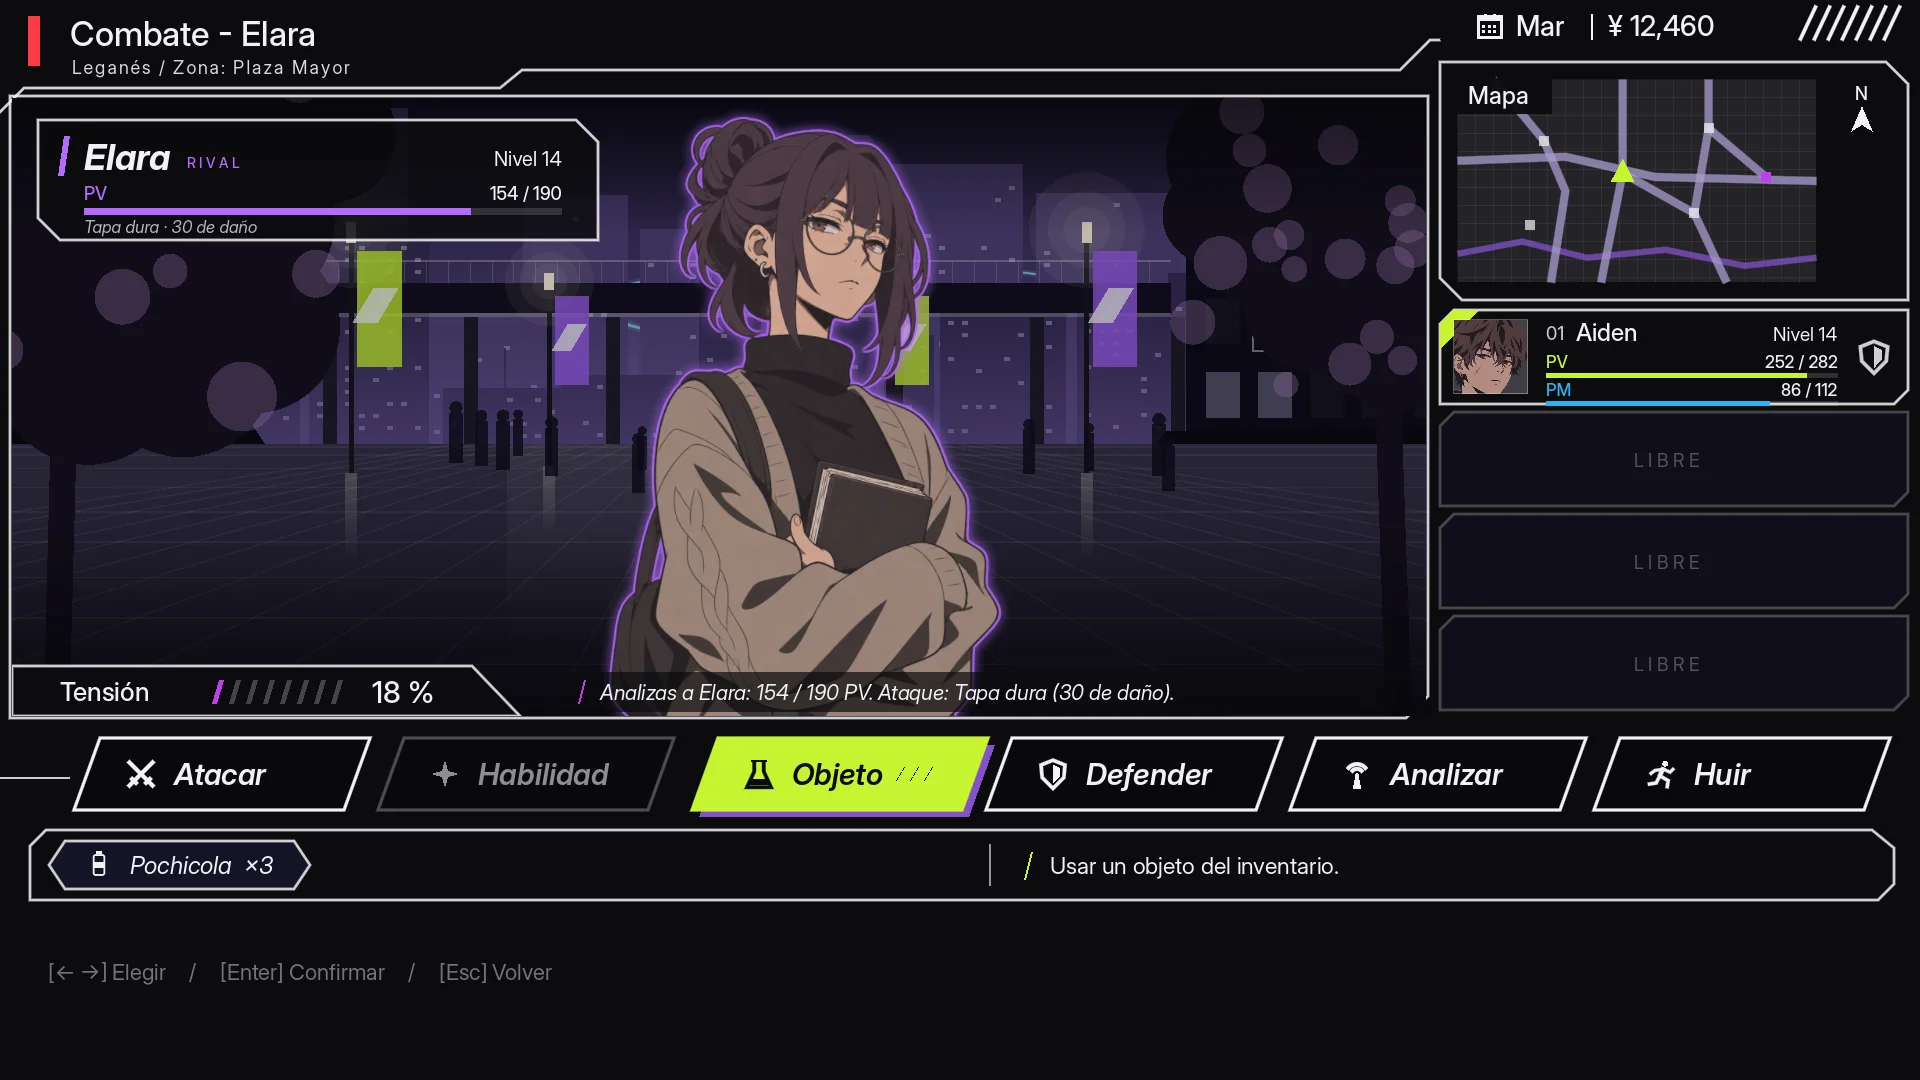 Combate - Elara
Leganés / Zona: Plaza Mayor
Mar | ¥ 12,460
Elara RIVAL Nivel 14
PV 154 / 190
Tapa dura · 30 de daño
Mapa
N
01 Aiden Nivel 14
PV 252 / 282
PM 86 / 112
LIBRE
LIBRE
LIBRE
Tensión 18 %
Analizas a Elara: 154 / 190 PV. Ataque: Tapa dura (30 de daño).
Atacar
Habilidad
Objeto ///
Defender
Analizar
Huir
Pochicola ×3
/ Usar un objeto del inventario.
[← →] Elegir / [Enter] Confirmar / [Esc] Volver